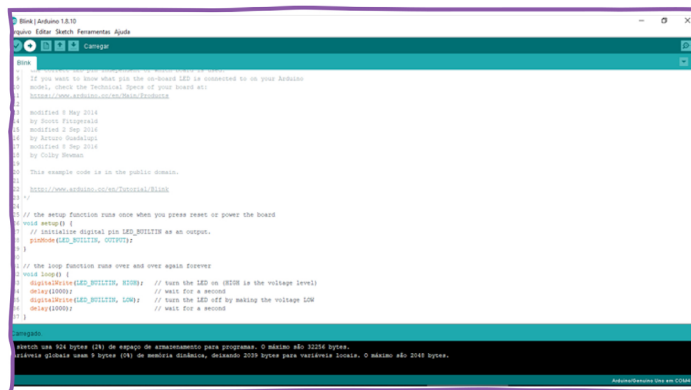 Blink | Arduino 1.8.10
rquivo Editar Sketch Ferramentas Ajuda
Carregar
Blink
9 If you want to know what pin the on-board LED is connected to on your Arduino
model, check the Technical Specs of your board at:
https://www.arduino.cc/en/Main/Products
modified 8 May 2014
by Scott Fitzgerald
modified 2 Sep 2016
by Arturo Guadalupi
modified 8 Sep 2016
by Colby Newman
This example code is in the public domain.
http://www.arduino.cc/en/Tutorial/Blink
*/
// the setup function runs once when you press reset or power the board
void setup() {
// initialize digital pin LED_BUILTIN as an output.
pinMode(LED_BUILTIN, OUTPUT);
}
// the loop function runs over and over again forever
void loop() {
digitalWrite(LED_BUILTIN, HIGH); // turn the LED on (HIGH is the voltage level)
delay(1000); // wait for a second
digitalWrite(LED_BUILTIN, LOW); // turn the LED off by making the voltage LOW
delay(1000); // wait for a second
}
Carregado
sketch usa 924 bytes (2%) de espaço de armazenamento para programas. O máximo são 32256 bytes.
ariáveis globais usam 9 bytes (0%) de memória dinâmica, deixando 2039 bytes para variáveis locais. O máximo são 2048 bytes.
Arduino/Genuino Uno em COM4